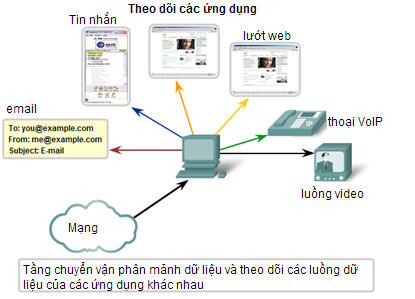 Theo dõi các ứng dụng
Tin nhắn
lướt web
email
To: you@example.com
From: me@example.com
Subject: E-mail
thoại VoIP
luồng video
Mạng
Tầng chuyển vận phân mảnh dữ liệu và theo dõi các luồng dữ
liệu của các ứng dụng khác nhau